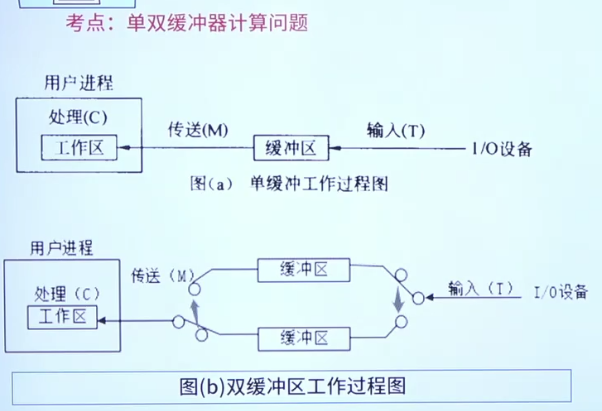 考点：单双缓冲器计算问题
用户进程
处理(C)
工作区
传送(M)
缓冲区
输入(T)
I/O设备
图(a) 单缓冲工作过程图
用户进程
处理（C）
工作区
传送（M）
缓冲区
缓冲区
输入（T）
I/O设备
图(b)双缓冲区工作过程图